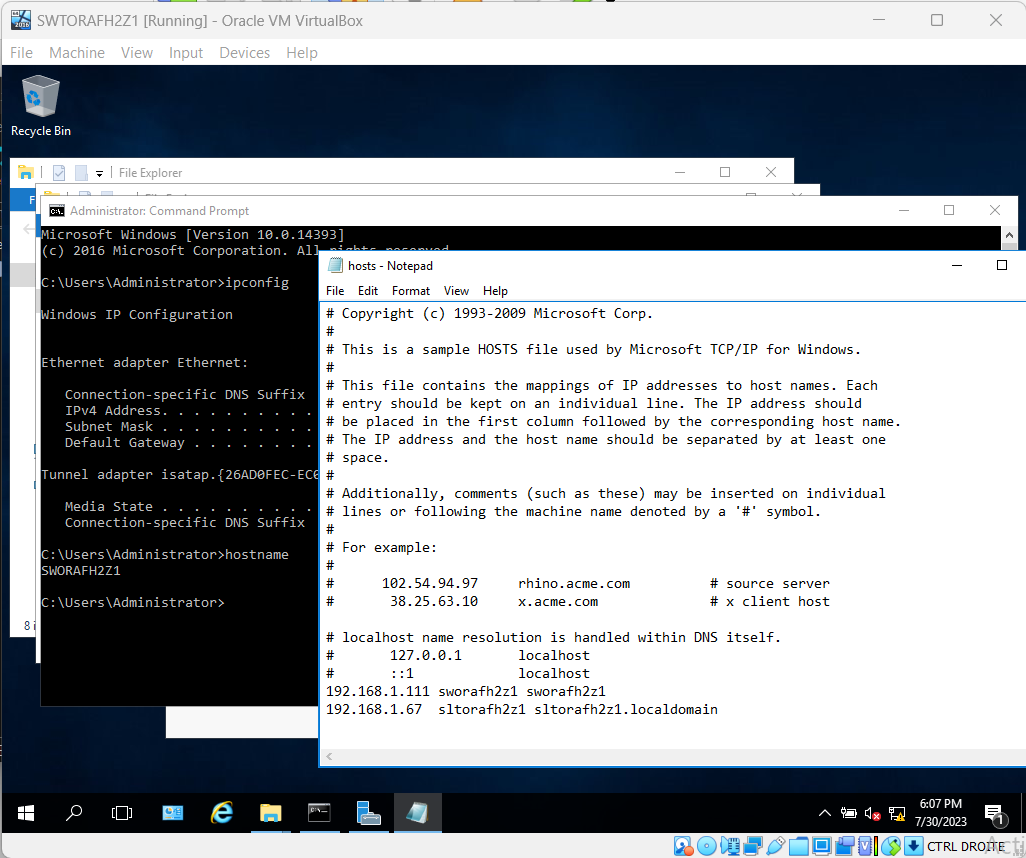 SWTORAFH2Z1 [Running] - Oracle VM VirtualBox
File Machine View Input Devices Help
Recycle Bin
File Explorer
Administrator: Command Prompt
Microsoft Windows [Version 10.0.14393]
(c) 2016 Microsoft Corporation. All rights reserved.
C:\Users\Administrator>ipconfig
Windows IP Configuration
Ethernet adapter Ethernet:
Connection-specific DNS Suffix
IPv4 Address. . . . . . . . . .
Subnet Mask . . . . . . . . . .
Default Gateway . . . . . . . .
Tunnel adapter isatap.{26AD0FEC-EC6
Media State . . . . . . . . . .
Connection-specific DNS Suffix
C:\Users\Administrator>hostname
SWORAFH2Z1
C:\Users\Administrator>
hosts - Notepad
File Edit Format View Help
# Copyright (c) 1993-2009 Microsoft Corp.
#
# This is a sample HOSTS file used by Microsoft TCP/IP for Windows.
#
# This file contains the mappings of IP addresses to host names. Each
# entry should be kept on an individual line. The IP address should
# be placed in the first column followed by the corresponding host name.
# The IP address and the host name should be separated by at least one
# space.
#
# Additionally, comments (such as these) may be inserted on individual
# lines or following the machine name denoted by a '#' symbol.
#
# For example:
#
#      102.54.94.97     rhino.acme.com          # source server
#       38.25.63.10     x.acme.com              # x client host

# localhost name resolution is handled within DNS itself.
#       127.0.0.1       localhost
#       ::1             localhost
192.168.1.111 sworafh2z1 sworafh2z1
192.168.1.67  sltorafh2z1 sltorafh2z1.localdomain
6:07 PM
7/30/2023
1
CTRL DROITE